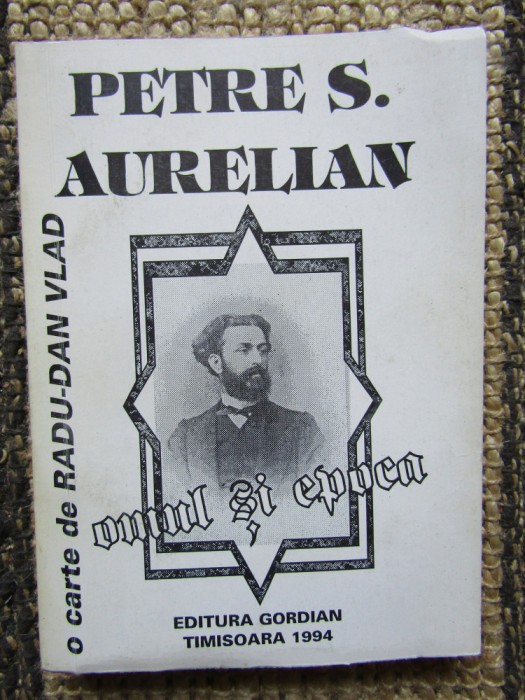 PETRE S.
AURELIAN
o carte de RADU-DAN VLAD
omul și epoca
EDITURA GORDIAN
TIMISOARA 1994